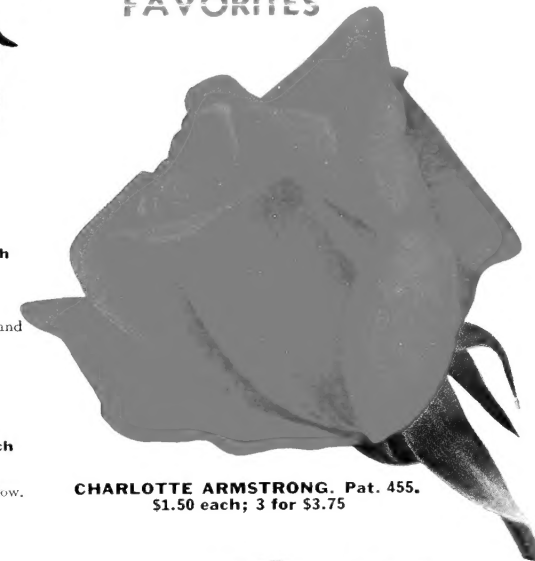 FAVORITES
h
and
ch
ow.
CHARLOTTE ARMSTRONG. Pat. 455.
$1.50 each; 3 for $3.75